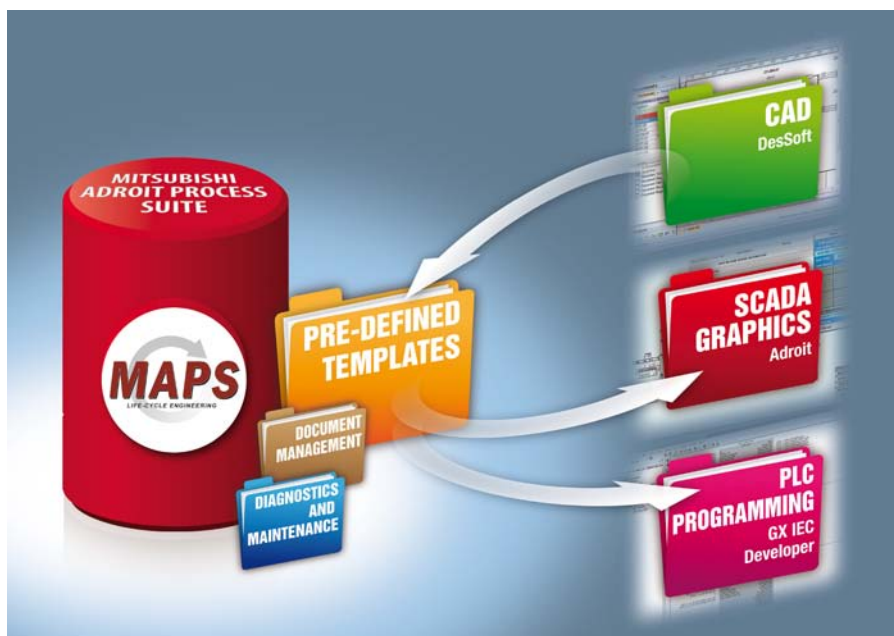 MITSUBISHI
ADROIT PROCESS
SUITE
MAPS
LIFE-CYCLE ENGINEERING
PRE-DEFINED
TEMPLATES
DOCUMENT
MANAGEMENT
DIAGNOSTICS
AND
MAINTENANCE
CAD
DesSoft
SCADA
GRAPHICS
Adroit
PLC
PROGRAMMING
GX IEC
Developer